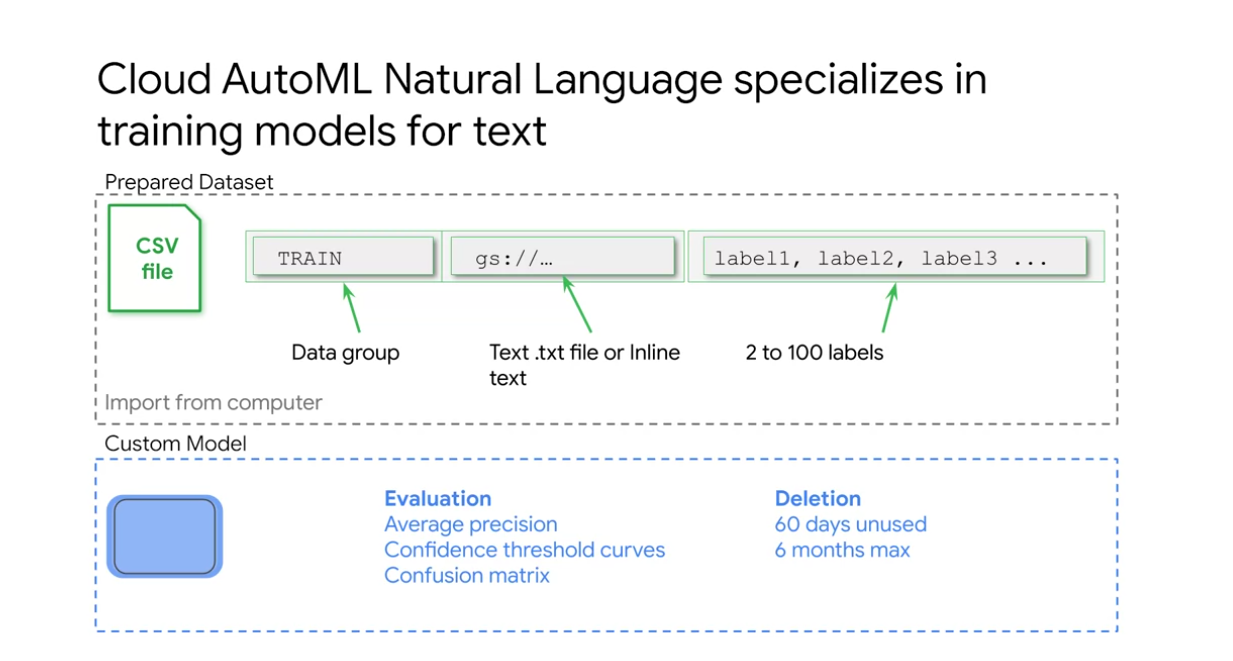 Cloud AutoML Natural Language specializes in
training models for text
Prepared Dataset
CSV
file
TRAIN
gs://…
label1, label2, label3 ...
Data group
Text .txt file or Inline
text
2 to 100 labels
Import from computer
Custom Model
Evaluation
Average precision
Confidence threshold curves
Confusion matrix
Deletion
60 days unused
6 months max